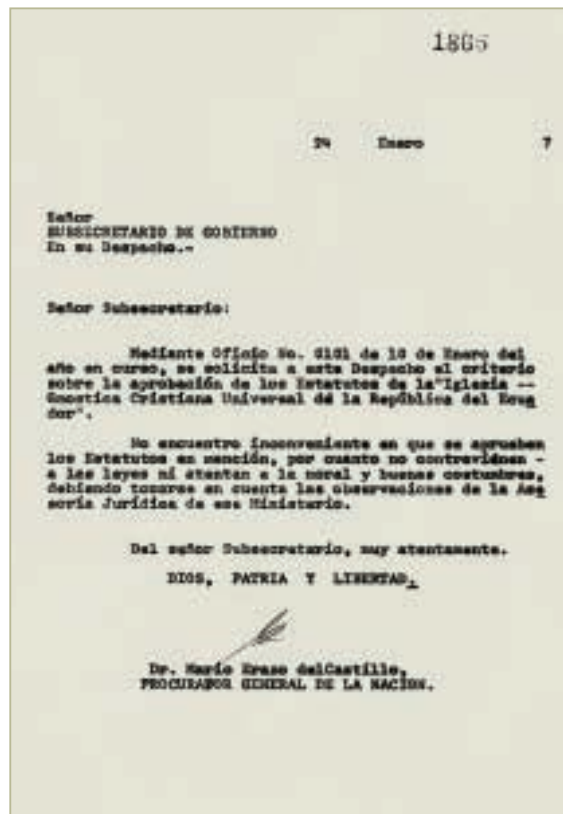 1865
24 Enero 7
Señor
SUBSECRETARIO DE GOBIERNO
En su Despacho.-
Señor Subsecretario:
Mediante Oficio No. 0101 de 10 de Enero del
año en curso, se solicita a este Despacho el criterio
sobre la aprobación de los Estatutos de la"Iglesia --
Gnostica Cristiana Universal de la República del Ecua
dor".
No encuentro inconveniente en que se aprueben
los Estatutos en mención, por cuanto no contravienen -
a las leyes ni atentan a la moral y buenas costumbres,
debiendo tomarse en cuenta las observaciones de la Ase
soría Jurídica de ese Ministerio.
Del señor Subsecretario, muy atentamente.
DIOS, PATRIA Y LIBERTAD.
Dr. Mario Eraso delCastillo,
PROCURADOR GENERAL DE LA NACION.